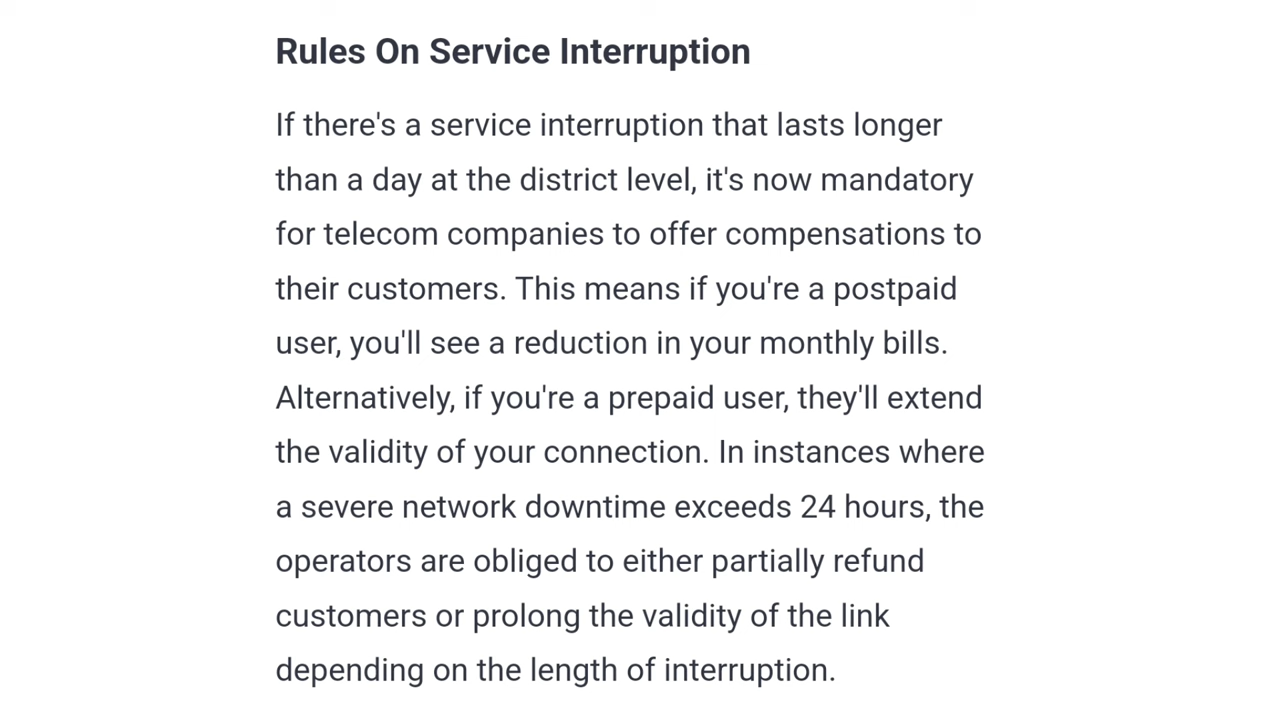 Rules On Service Interruption
If there's a service interruption that lasts longer
than a day at the district level, it's now mandatory
for telecom companies to offer compensations to
their customers. This means if you're a postpaid
user, you'll see a reduction in your monthly bills.
Alternatively, if you're a prepaid user, they'll extend
the validity of your connection. In instances where
a severe network downtime exceeds 24 hours, the
operators are obliged to either partially refund
customers or prolong the validity of the link
depending on the length of interruption.